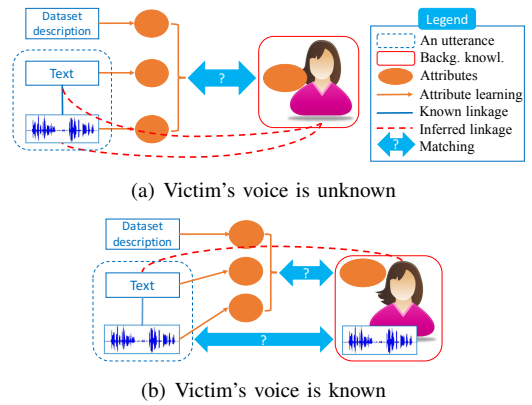 Dataset
description
Text
?
Legend
An utterance
Backg. knowl.
Attributes
Attribute learning
Known linkage
Inferred linkage
?
Matching
(a) Victim's voice is unknown
Dataset
description
Text
?
?
(b) Victim's voice is known